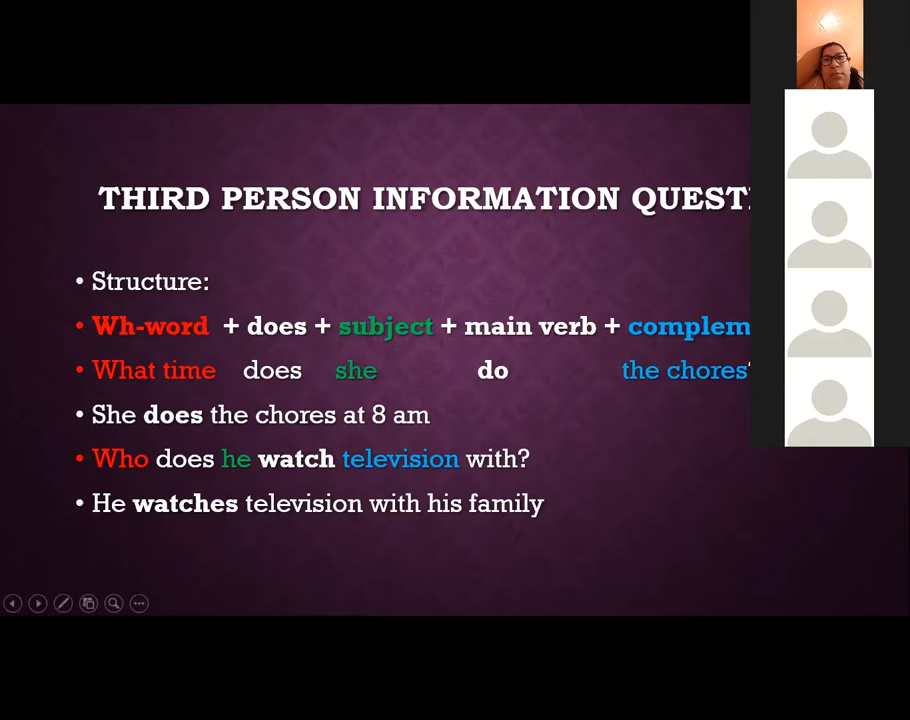 THIRD PERSON INFORMATION QUESTI
• Structure:
• Wh-word + does + subject + main verb + complem
• What time does she do the chores?
• She does the chores at 8 am
• Who does he watch television with?
• He watches television with his family